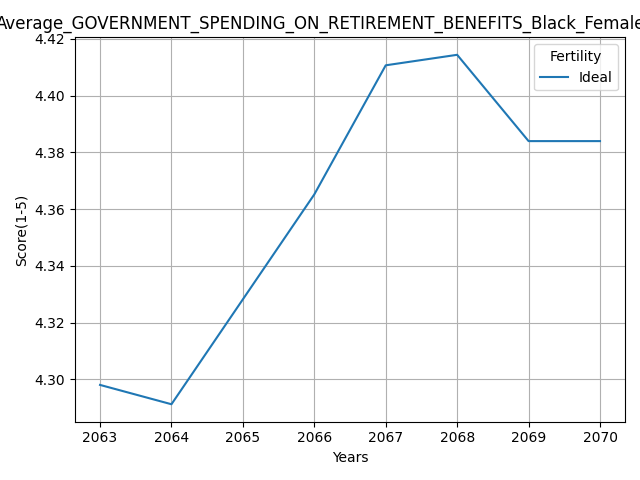 Average_GOVERNMENT_SPENDING_ON_RETIREMENT_BENEFITS_Black_Female
4.42
4.40
4.38
4.36
4.34
4.32
4.30
Score(1-5)
Fertility
Ideal
2063 2064 2065 2066 2067 2068 2069 2070
Years